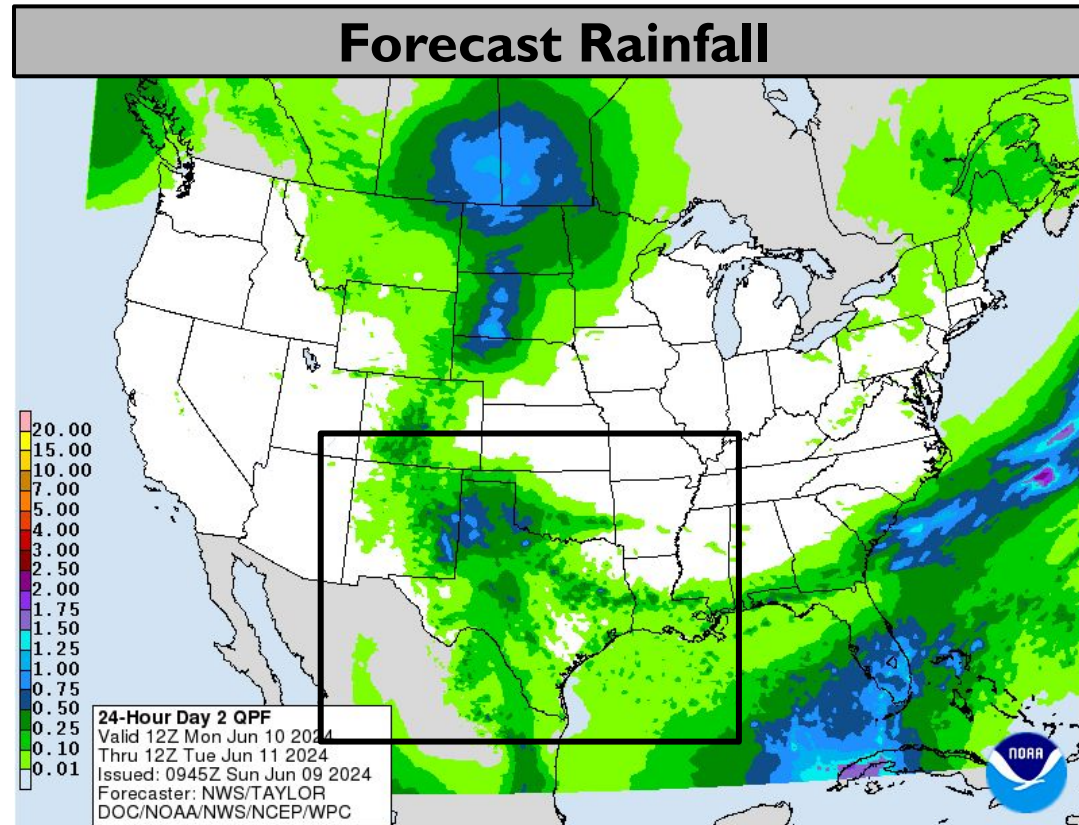 Forecast Rainfall
20.00
15.00
10.00
7.00
5.00
4.00
3.00
2.50
2.00
1.75
1.50
1.25
1.00
0.75
0.50
0.25
0.10
0.01
24-Hour Day 2 QPF
Valid 12Z Mon Jun 10 2024
Thru 12Z Tue Jun 11 2024
Issued: 0945Z Sun Jun 09 2024
Forecaster: NWS/TAYLOR
DOC/NOAA/NWS/NCEP/WPC
NOAA